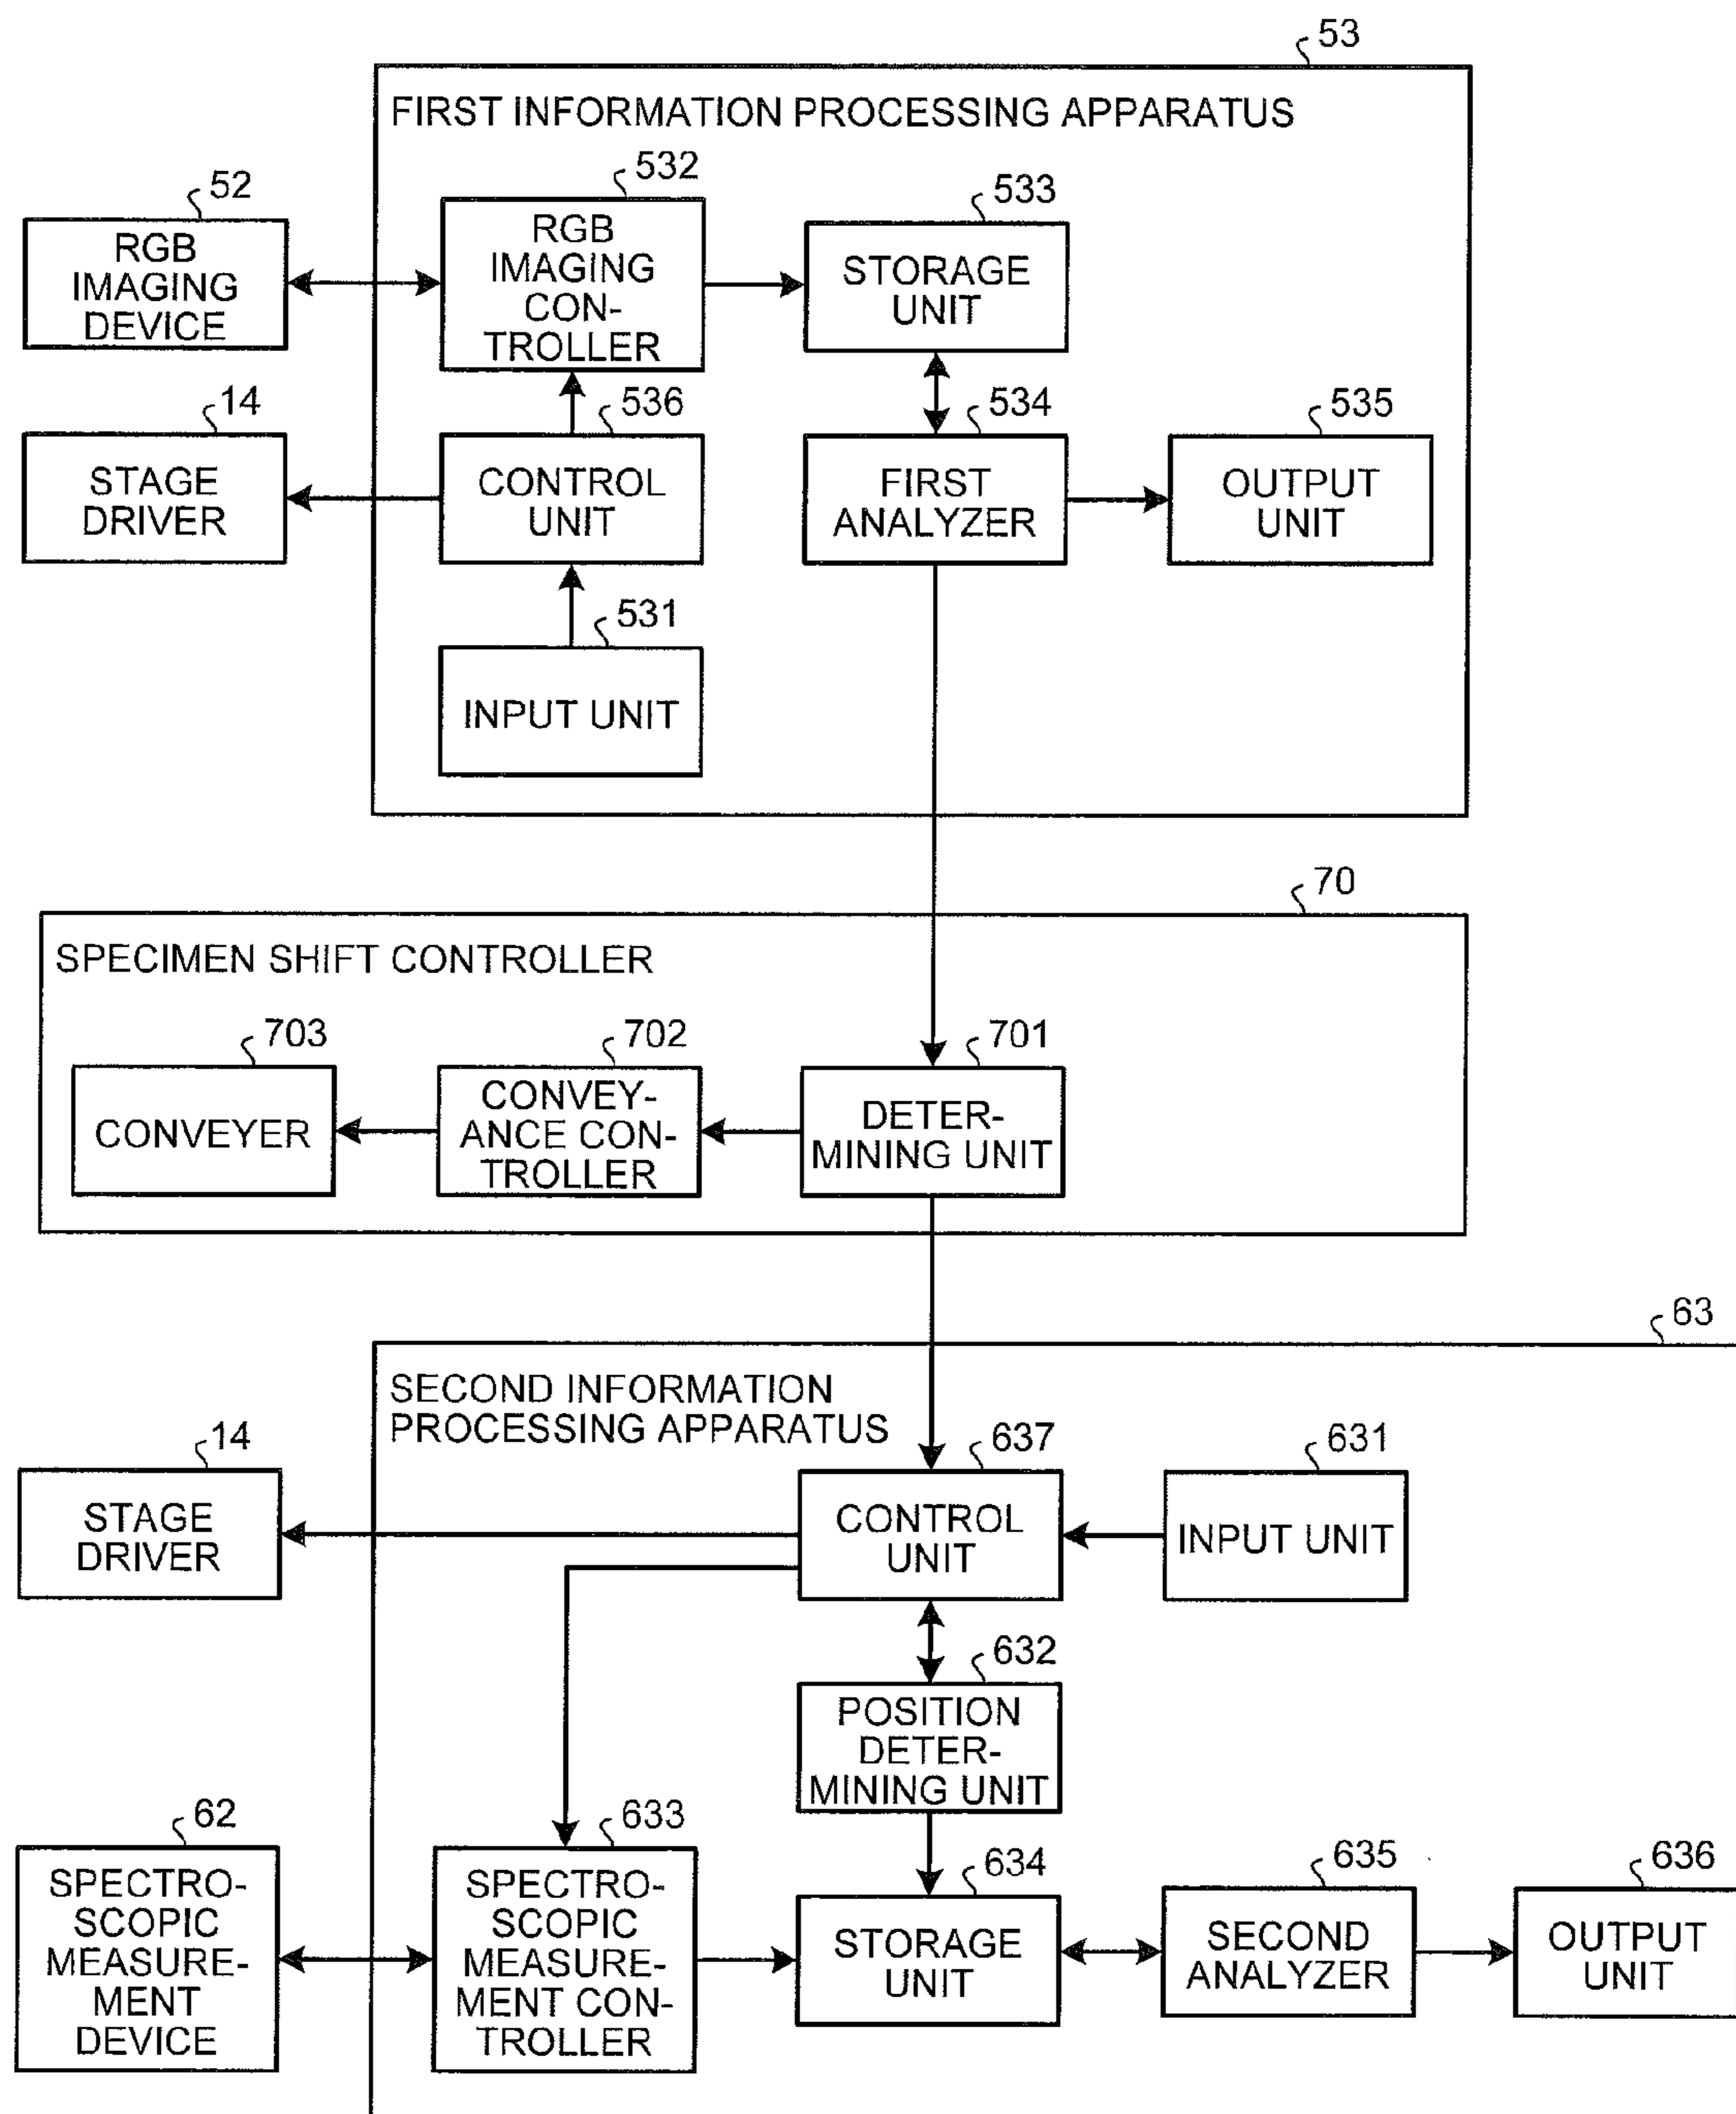 53
FIRST INFORMATION PROCESSING APPARATUS
52
RGB
IMAGING
DEVICE
532
RGB
IMAGING
CON-
TROLLER
533
STORAGE
UNIT
14
STAGE
DRIVER
536
CONTROL
UNIT
534
FIRST
ANALYZER
535
OUTPUT
UNIT
531
INPUT UNIT
70
SPECIMEN SHIFT CONTROLLER
703
CONVEYER
702
CONVEY-
ANCE CON-
TROLLER
701
DETER-
MINING UNIT
63
SECOND INFORMATION
PROCESSING APPARATUS
14
STAGE
DRIVER
637
CONTROL
UNIT
631
INPUT UNIT
632
POSITION
DETER-
MINING UNIT
62
SPECTRO-
SCOPIC
MEASURE-
MENT
DEVICE
633
SPECTRO-
SCOPIC
MEASURE-
MENT CON-
TROLLER
634
STORAGE
UNIT
635
SECOND
ANALYZER
636
OUTPUT
UNIT